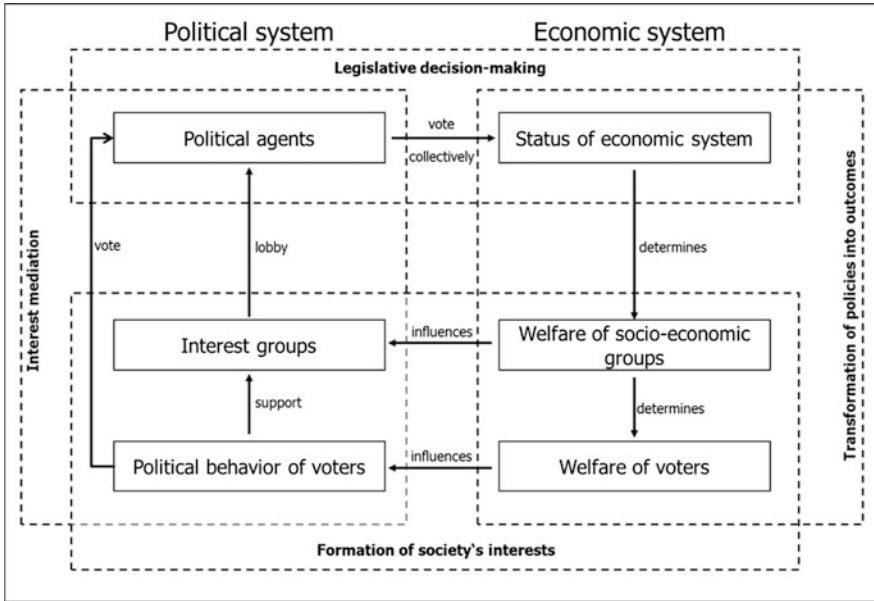 Political system
Economic system
Legislative decision-making
Political agents
vote
collectively
Status of economic system
Interest mediation
vote
lobby
determines
Transformation of policies into outcomes
Interest groups
influences
Welfare of socio-economic
groups
support
determines
Political behavior of voters
influences
Welfare of voters
Formation of society‘s interests